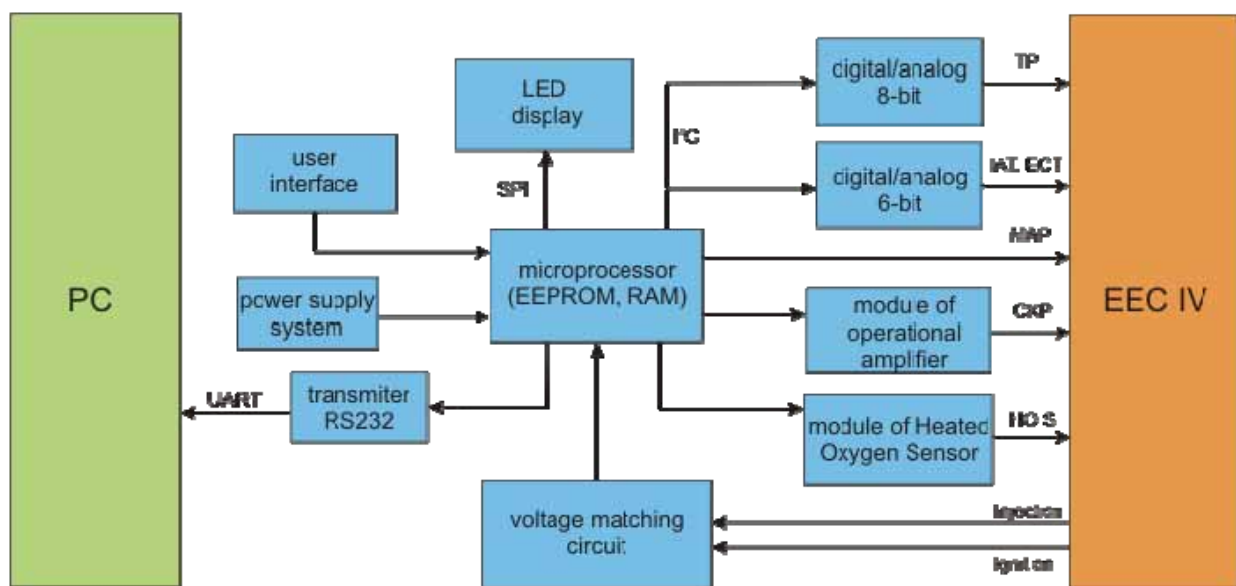 PC
user
interface
power supply
system
UART
transmiter
RS232
LED
display
SPI
microprocessor
(EEPROM, RAM)
voltage matching
circuit
I²C
digital/analog
8-bit
digital/analog
6-bit
module of
operational
amplifier
module of Heated
Oxygen Sensor
TP
IAT, ECT
MAP
CKP
HO S
Injection
Ignition
EEC IV